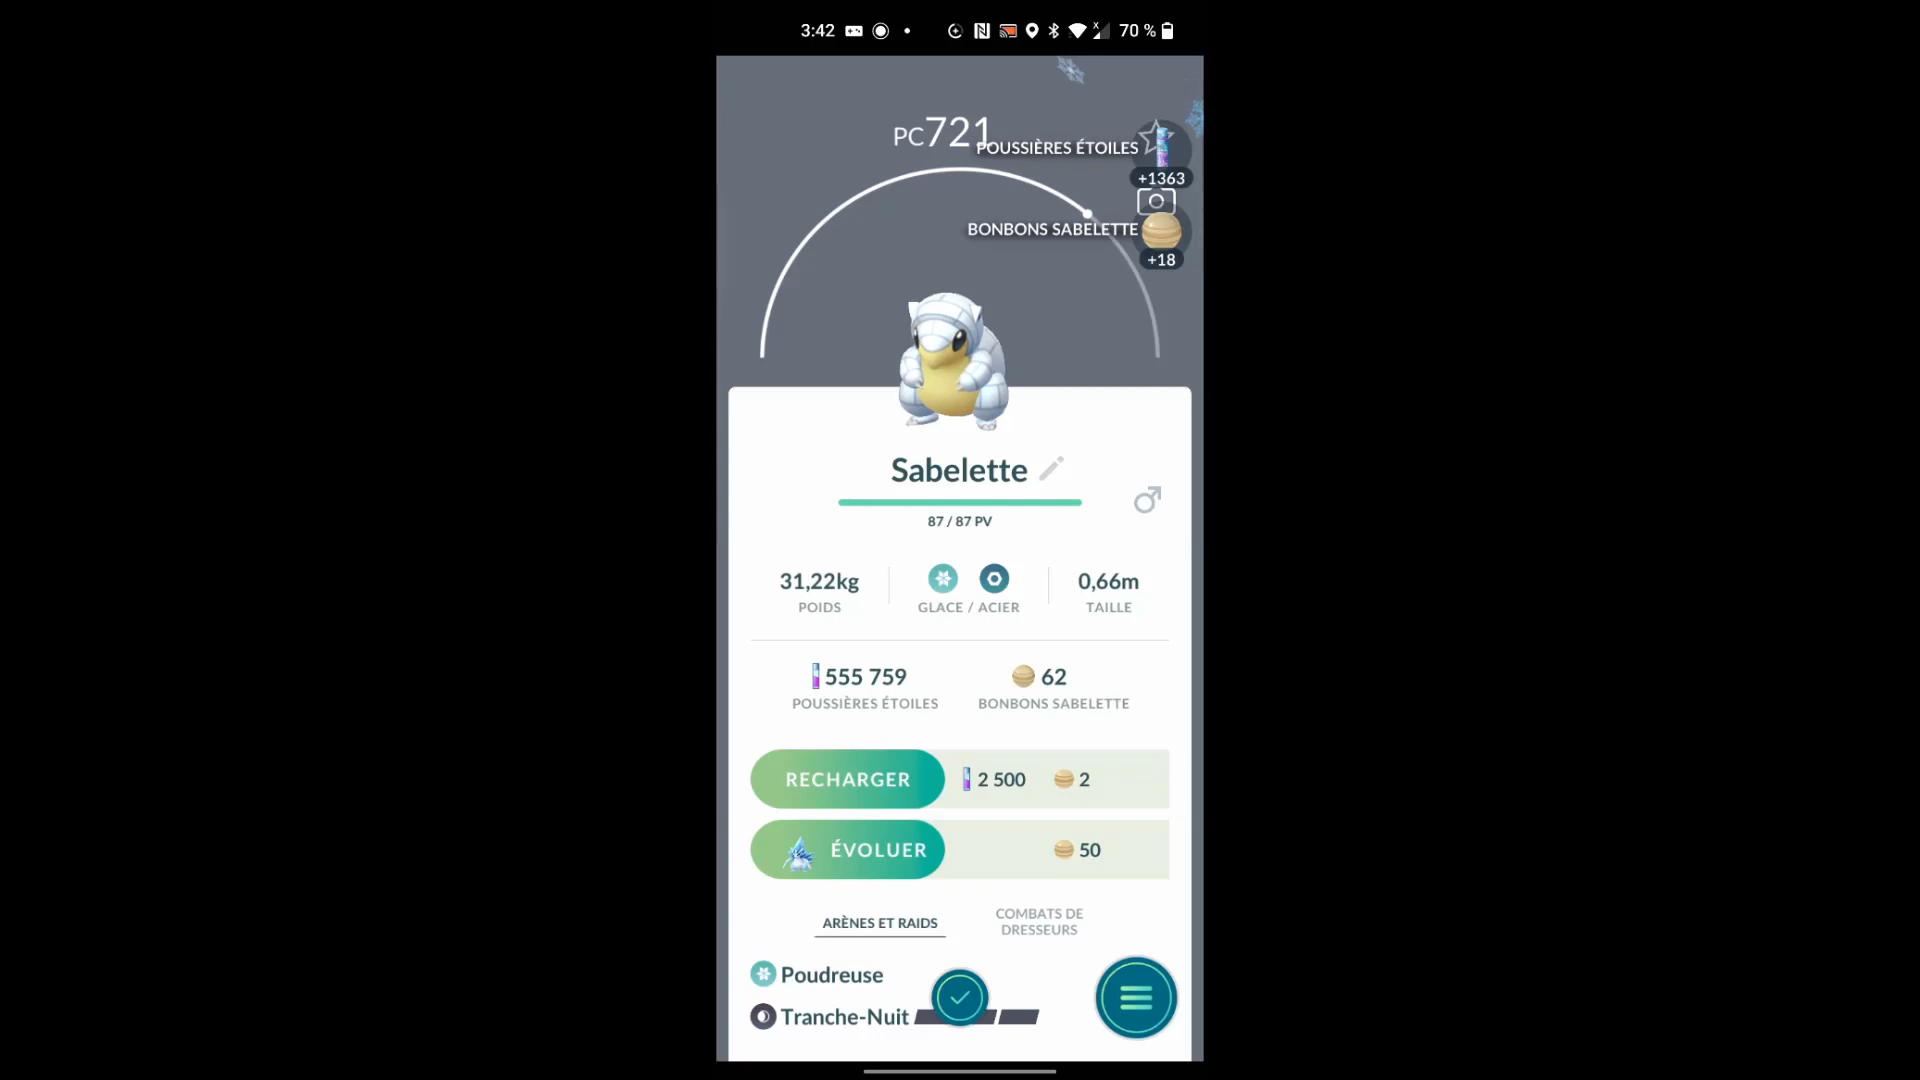 3:42 70 %
PC721
POUSSIÈRES ÉTOILES
+1363
BONBONS SABELETTE
+18
Sabelette
87 / 87 PV
31,22kg
POIDS
GLACE / ACIER
0,66m
TAILLE
555 759
POUSSIÈRES ÉTOILES
62
BONBONS SABELETTE
RECHARGER 2 500 2
ÉVOLUER 50
ARÈNES ET RAIDS
COMBATS DE
DRESSEURS
Poudreuse
Tranche-Nuit